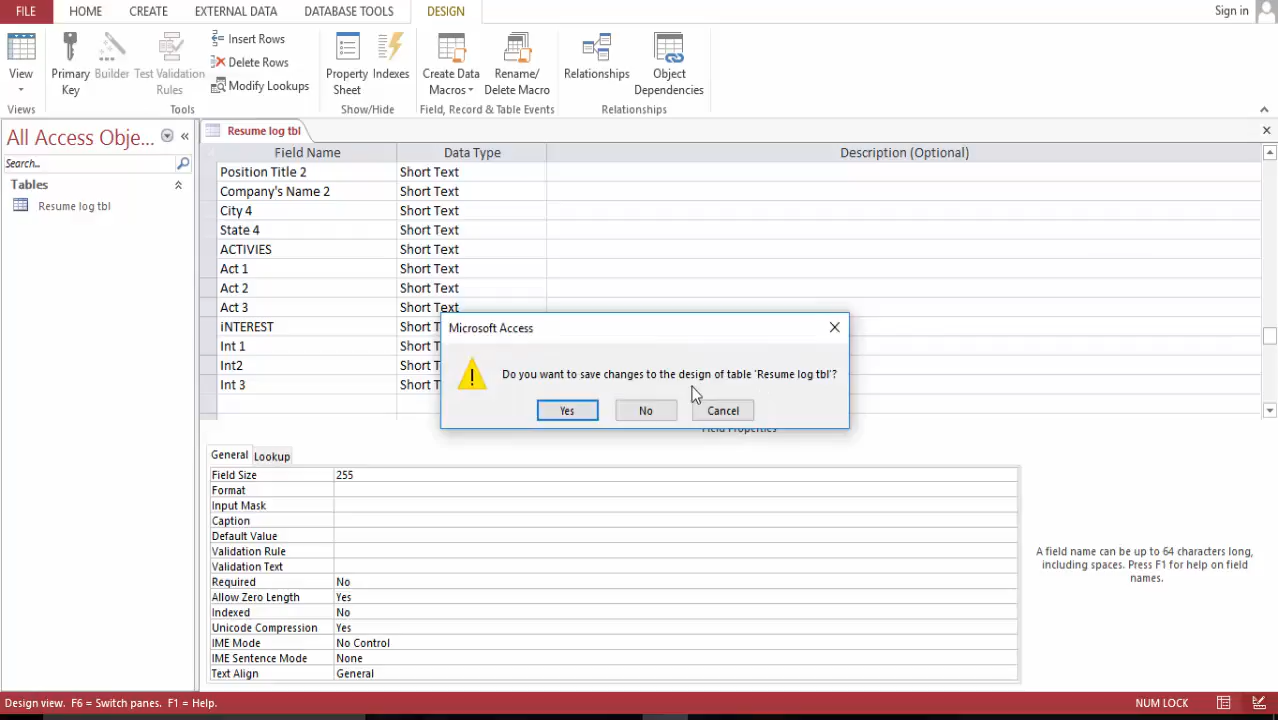 FILE HOME CREATE EXTERNAL DATA DATABASE TOOLS DESIGN Sign in
View
Views
Primary
Key
Builder
Test Validation
Rules
Insert Rows
Delete Rows
Modify Lookups
Tools
Property
Sheet
Indexes
Show/Hide
Create Data
Macros
Rename/
Delete Macro
Field, Record & Table Events
Relationships
Object
Dependencies
Relationships
All Access Obje...
Search...
Tables
Resume log tbl
Resume log tbl
Field Name Data Type Description (Optional)
Position Title 2 Short Text
Company's Name 2 Short Text
City 4 Short Text
State 4 Short Text
ACTIVIES Short Text
Act 1 Short Text
Act 2 Short Text
Act 3 Short Text
iNTEREST Short T
Int 1 Short T
Int2 Short T
Int 3 Short T
Microsoft Access
Do you want to save changes to the design of table 'Resume log tbl'?
Yes No Cancel
Field Properties
General Lookup
Field Size 255
Format
Input Mask
Caption
Default Value
Validation Rule
Validation Text
Required No
Allow Zero Length Yes
Indexed No
Unicode Compression Yes
IME Mode No Control
IME Sentence Mode None
Text Align General
A field name can be up to 64 characters long,
including spaces. Press F1 for help on field
names.
Design view. F6 = Switch panes. F1 = Help. NUM LOCK